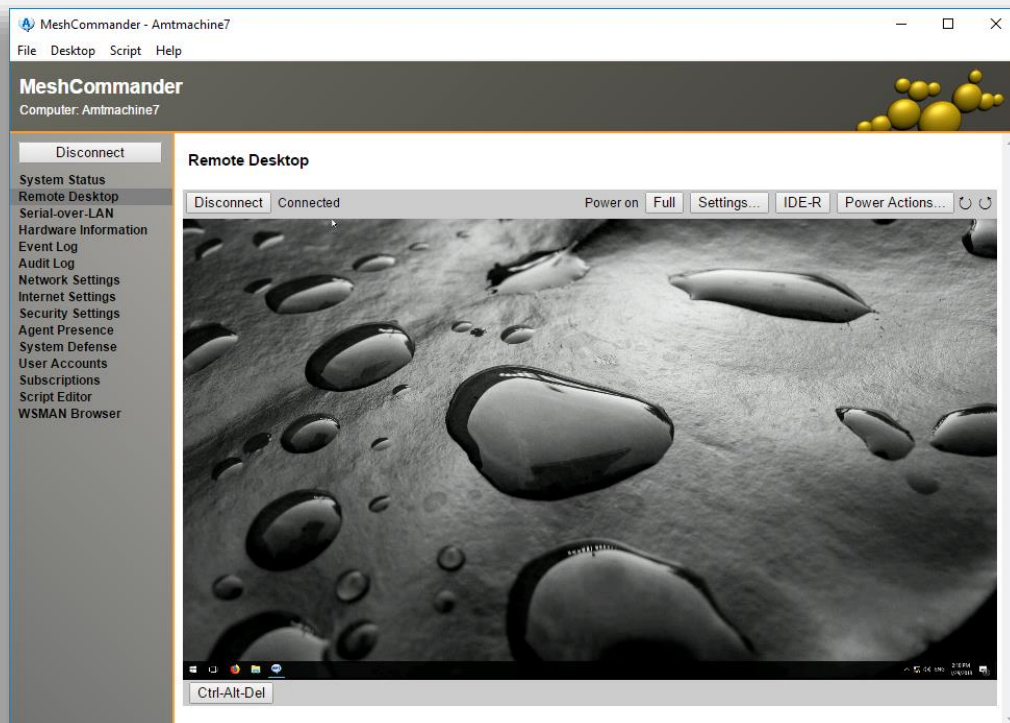 MeshCommander - Amtmachine7
File Desktop Script Help
MeshCommander
Computer: Amtmachine7
Disconnect
System Status
Remote Desktop
Serial-over-LAN
Hardware Information
Event Log
Audit Log
Network Settings
Internet Settings
Security Settings
Agent Presence
System Defense
User Accounts
Subscriptions
Script Editor
WSMAN Browser
Remote Desktop
Disconnect Connected Power on Full Settings... IDE-R Power Actions...
ENG
Ctrl-Alt-Del